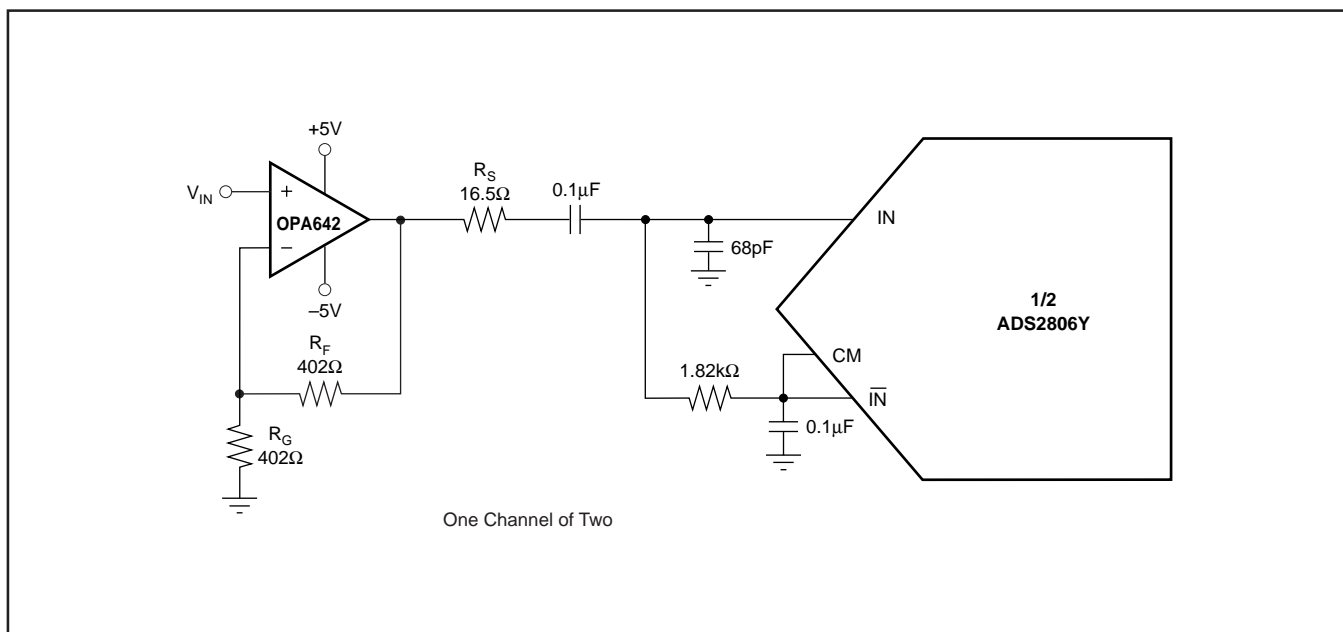 +5V
V_IN
+
OPA642
–
–5V
R_S
16.5Ω
0.1μF
68pF
IN
1/2
ADS2806Y
CM
I̅N̅
1.82kΩ
0.1μF
R_F
402Ω
R_G
402Ω
One Channel of Two